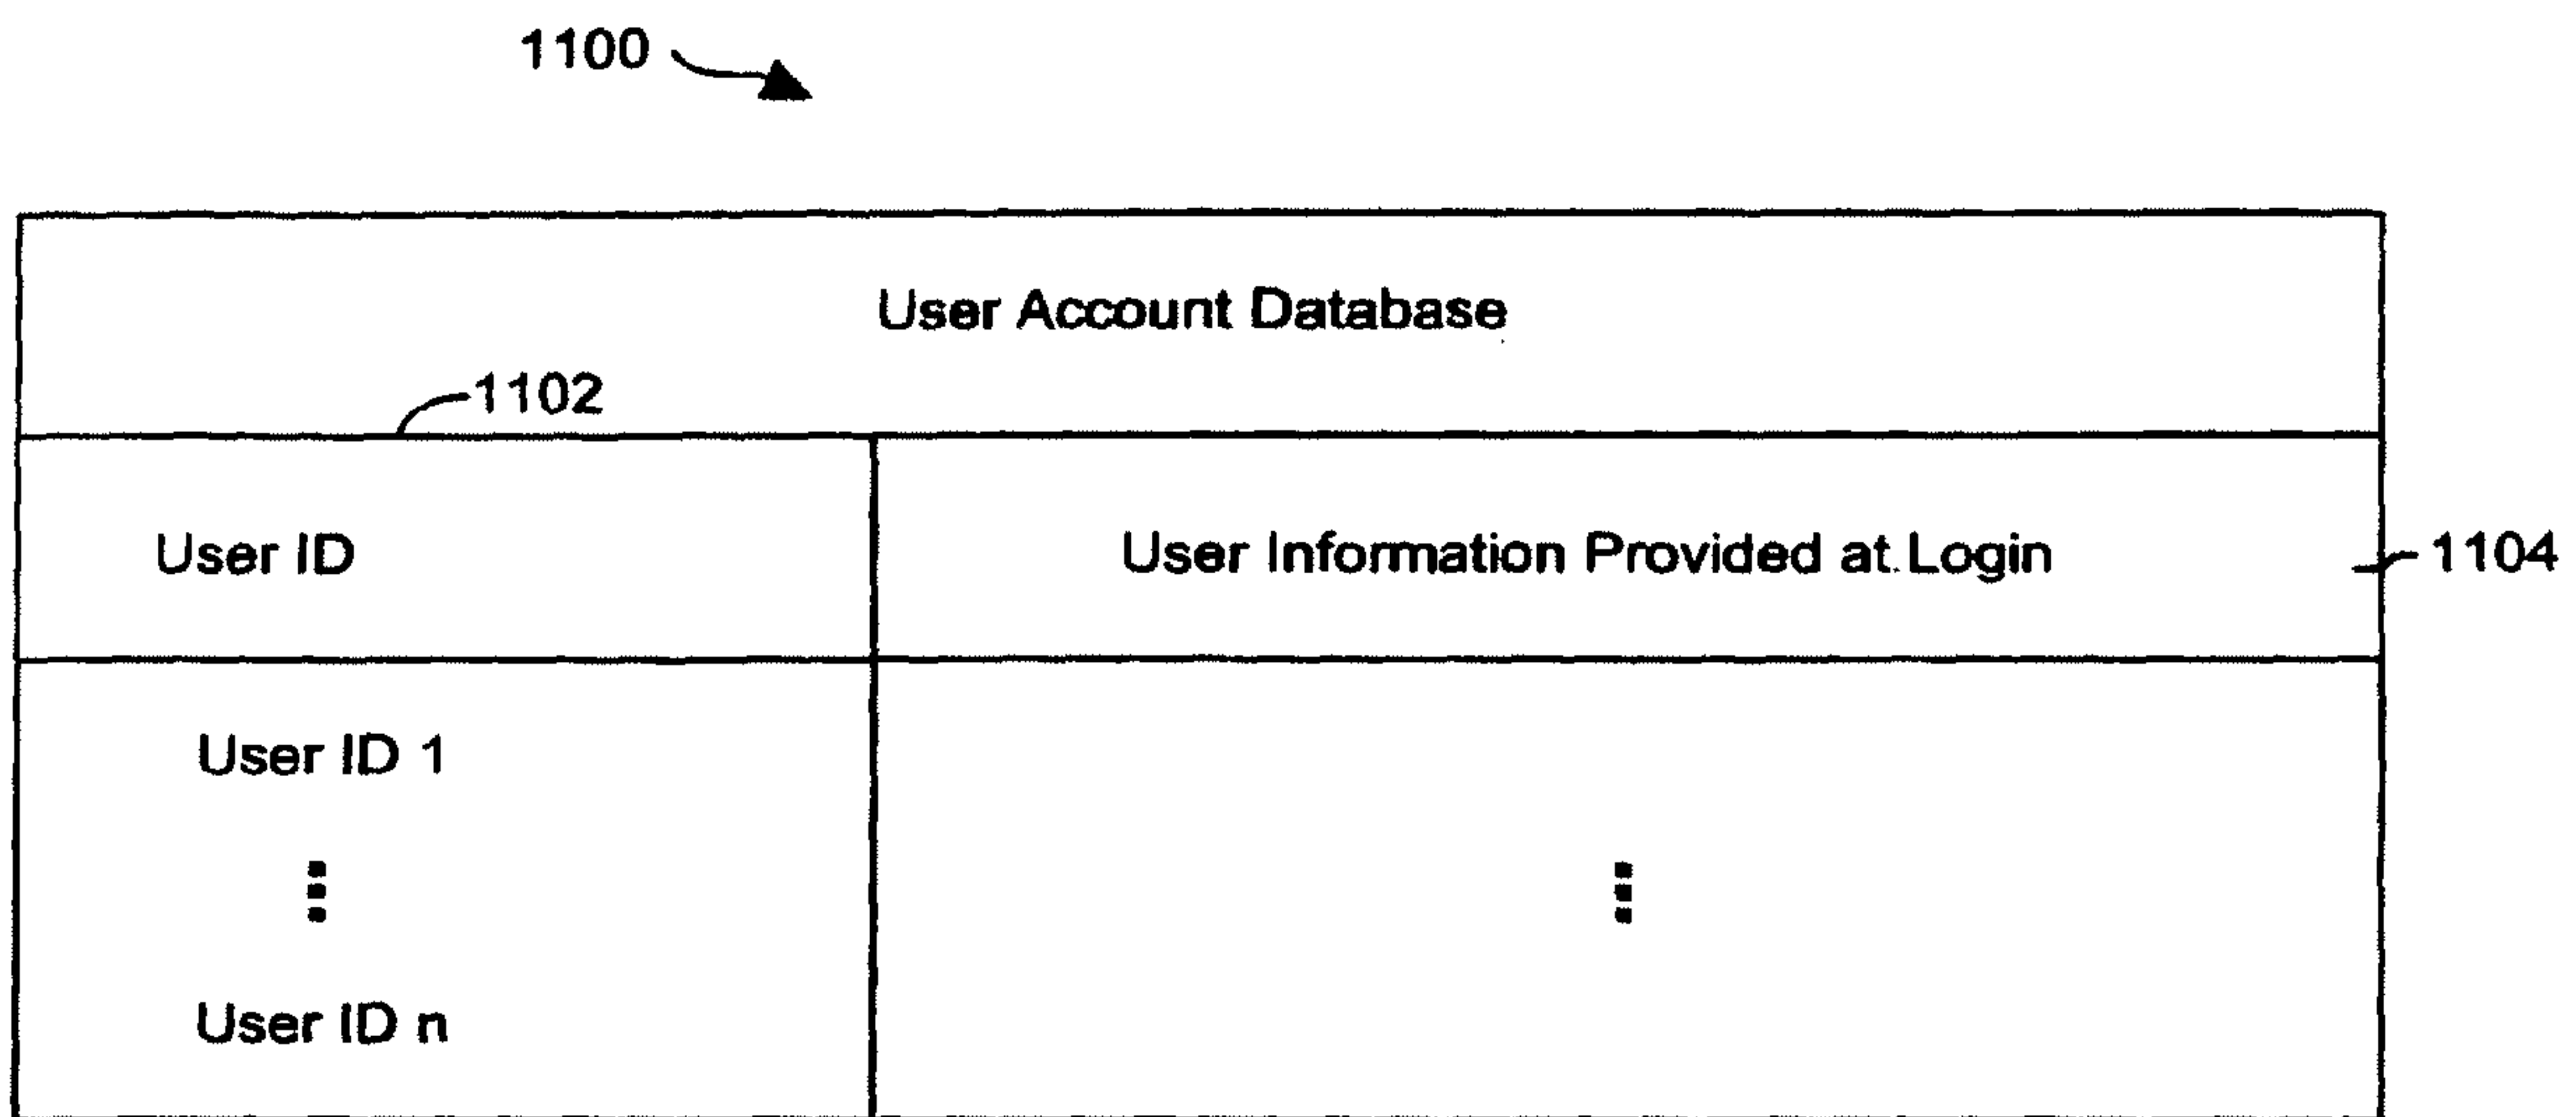 1100
User Account Database
1102
User ID
User Information Provided at Login
1104
User ID 1
User ID n